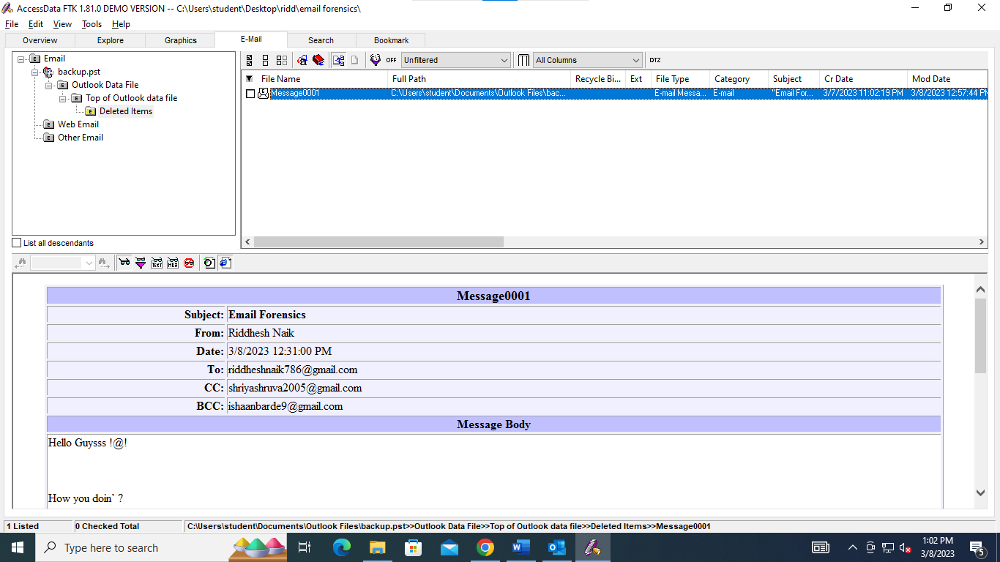 AccessData FTK 1.81.0 DEMO VERSION -- C:\Users\student\Desktop\ridd\email forensics\
File Edit View Tools Help
Overview Explore Graphics E-Mail Search Bookmark
Email
backup.pst
Outlook Data File
Top of Outlook data file
Deleted Items
Web Email
Other Email
List all descendants
OFF Unfiltered All Columns DTZ
File Name Full Path Recycle Bi... Ext File Type Category Subject Cr Date Mod Date
Message0001 C:\Users\student\Documents\Outlook Files\bac... E-mail Messa... E-mail "Email For... 3/7/2023 11:02:19 PM 3/8/2023 12:57:44 PM
TEXT HEX
Message0001
Subject: Email Forensics
From: Riddhesh Naik
Date: 3/8/2023 12:31:00 PM
To: riddheshnaik786@gmail.com
CC: shriyashruva2005@gmail.com
BCC: ishaanbarde9@gmail.com
Message Body
Hello Guysss !@!
How you doin' ?
1 Listed 0 Checked Total C:\Users\student\Documents\Outlook Files\backup.pst>>Outlook Data File>>Top of Outlook data file>>Deleted Items>>Message0001
Type here to search
1:02 PM
3/8/2023
5